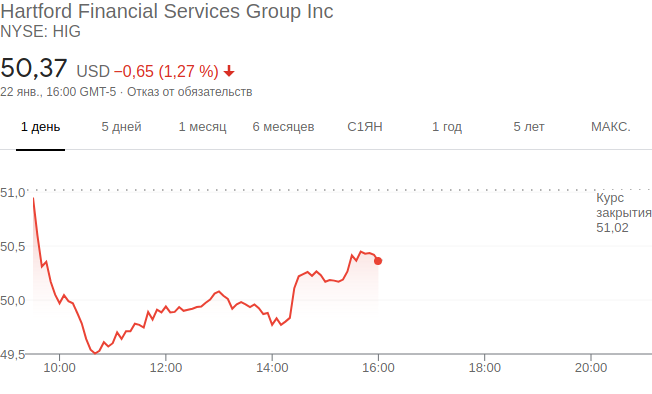 Hartford Financial Services Group Inc
NYSE: HIG
50,37 USD −0,65 (1,27 %)
22 янв., 16:00 GMT-5 · Отказ от обязательств
1 день 5 дней 1 месяц 6 месяцев С1ЯН 1 год 5 лет МАКС.
51,0
Курс
закрытия
51,02
50,5
50,0
49,5
10:00 12:00 14:00 16:00 18:00 20:00